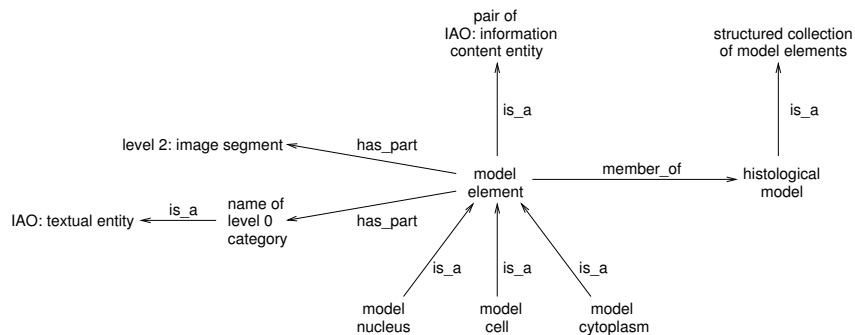 pair of
IAO: information
content entity
structured collection
of model elements
is_a
is_a
level 2: image segment
has_part
model
element
member_of
histological
model
IAO: textual entity
is_a
name of
level 0
category
has_part
is_a
is_a
is_a
model
nucleus
model
cell
model
cytoplasm